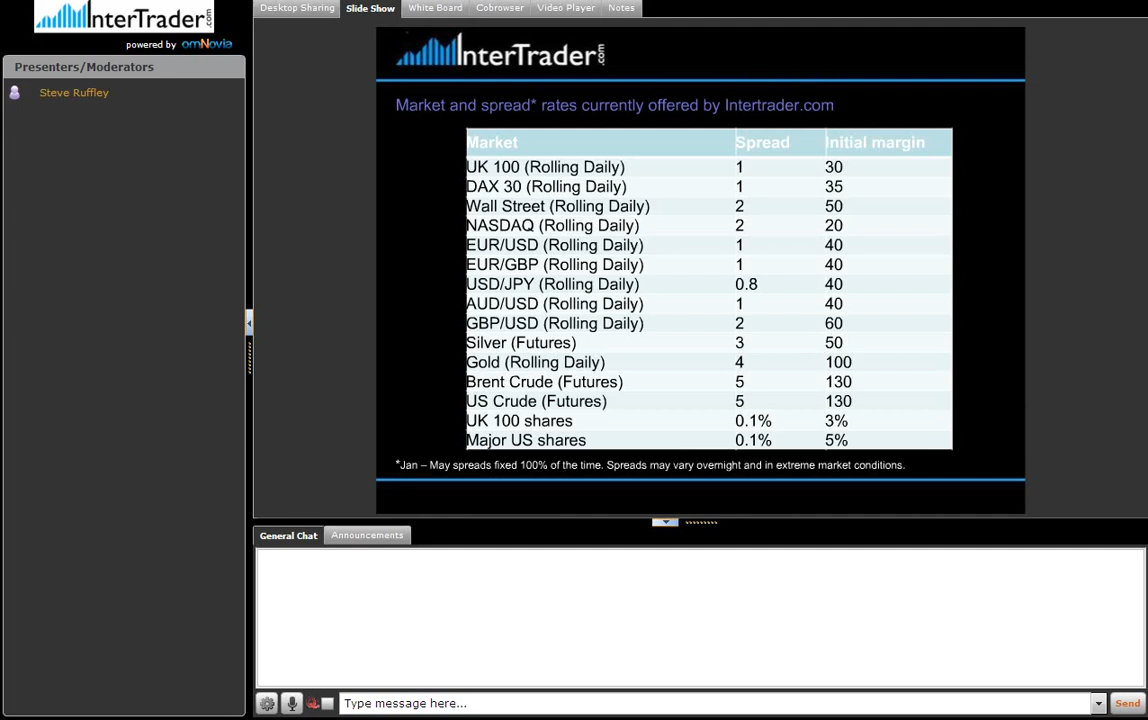 InterTrader.com
powered by omNovia
Presenters/Moderators
Steve Ruffley
Desktop Sharing Slide Show White Board Cobrowser Video Player Notes
InterTrader.com
Market and spread* rates currently offered by Intertrader.com
Market Spread Initial margin
UK 100 (Rolling Daily) 1 30
DAX 30 (Rolling Daily) 1 35
Wall Street (Rolling Daily) 2 50
NASDAQ (Rolling Daily) 2 20
EUR/USD (Rolling Daily) 1 40
EUR/GBP (Rolling Daily) 1 40
USD/JPY (Rolling Daily) 0.8 40
AUD/USD (Rolling Daily) 1 40
GBP/USD (Rolling Daily) 2 60
Silver (Futures) 3 50
Gold (Rolling Daily) 4 100
Brent Crude (Futures) 5 130
US Crude (Futures) 5 130
UK 100 shares 0.1% 3%
Major US shares 0.1% 5%
*Jan – May spreads fixed 100% of the time. Spreads may vary overnight and in extreme market conditions.
General Chat Announcements
Type message here...
Send